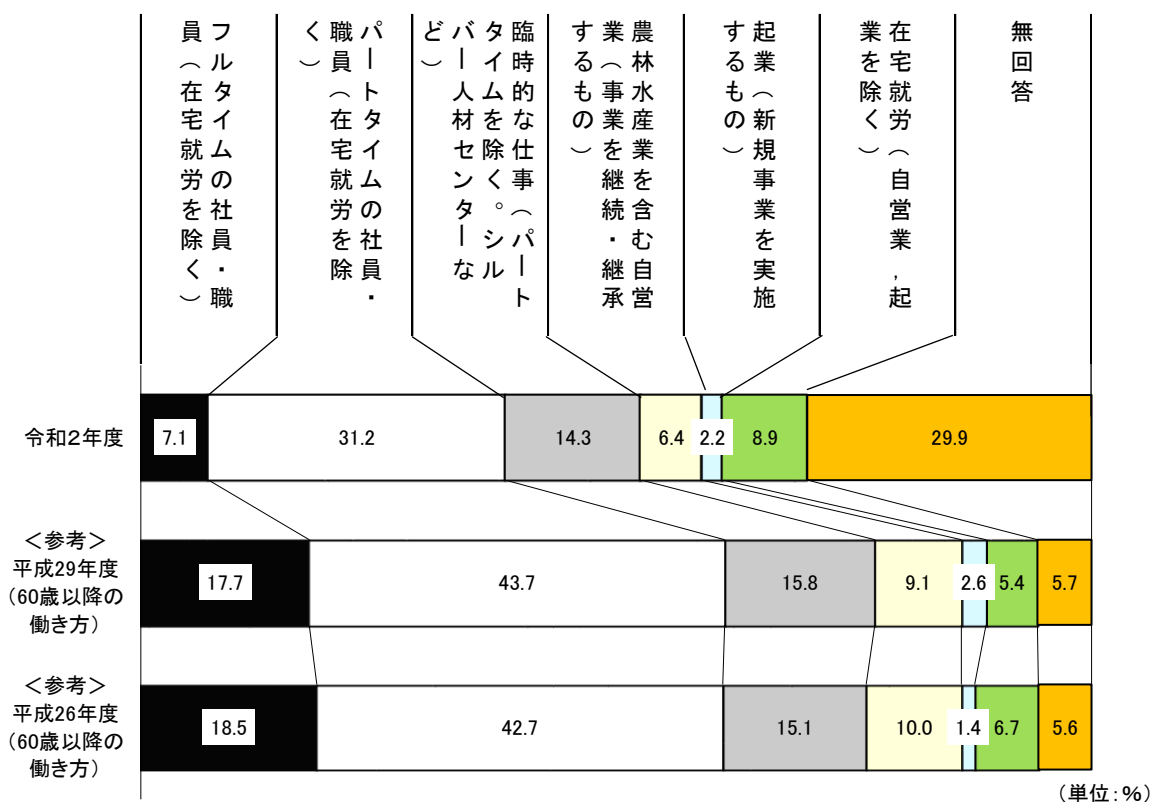 フルタイムの社員・職
員（在宅就労を除く）
パートタイムの社員・
職員（在宅就労を除
く）
臨時的な仕事（パート
タイムを除く。シル
バー人材センターな
ど）
農林水産業を含む自営
業（事業を継続・継承
するもの）
起業（新規事業を実施
するもの）
在宅就労（自営業，起
業を除く）
無回答
令和2年度
7.1 31.2 14.3 6.4 2.2 8.9 29.9
＜参考＞
平成29年度
（60歳以降の
働き方）
17.7 43.7 15.8 9.1 2.6 5.4 5.7
＜参考＞
平成26年度
（60歳以降の
働き方）
18.5 42.7 15.1 10.0 1.4 6.7 5.6
（単位：%）